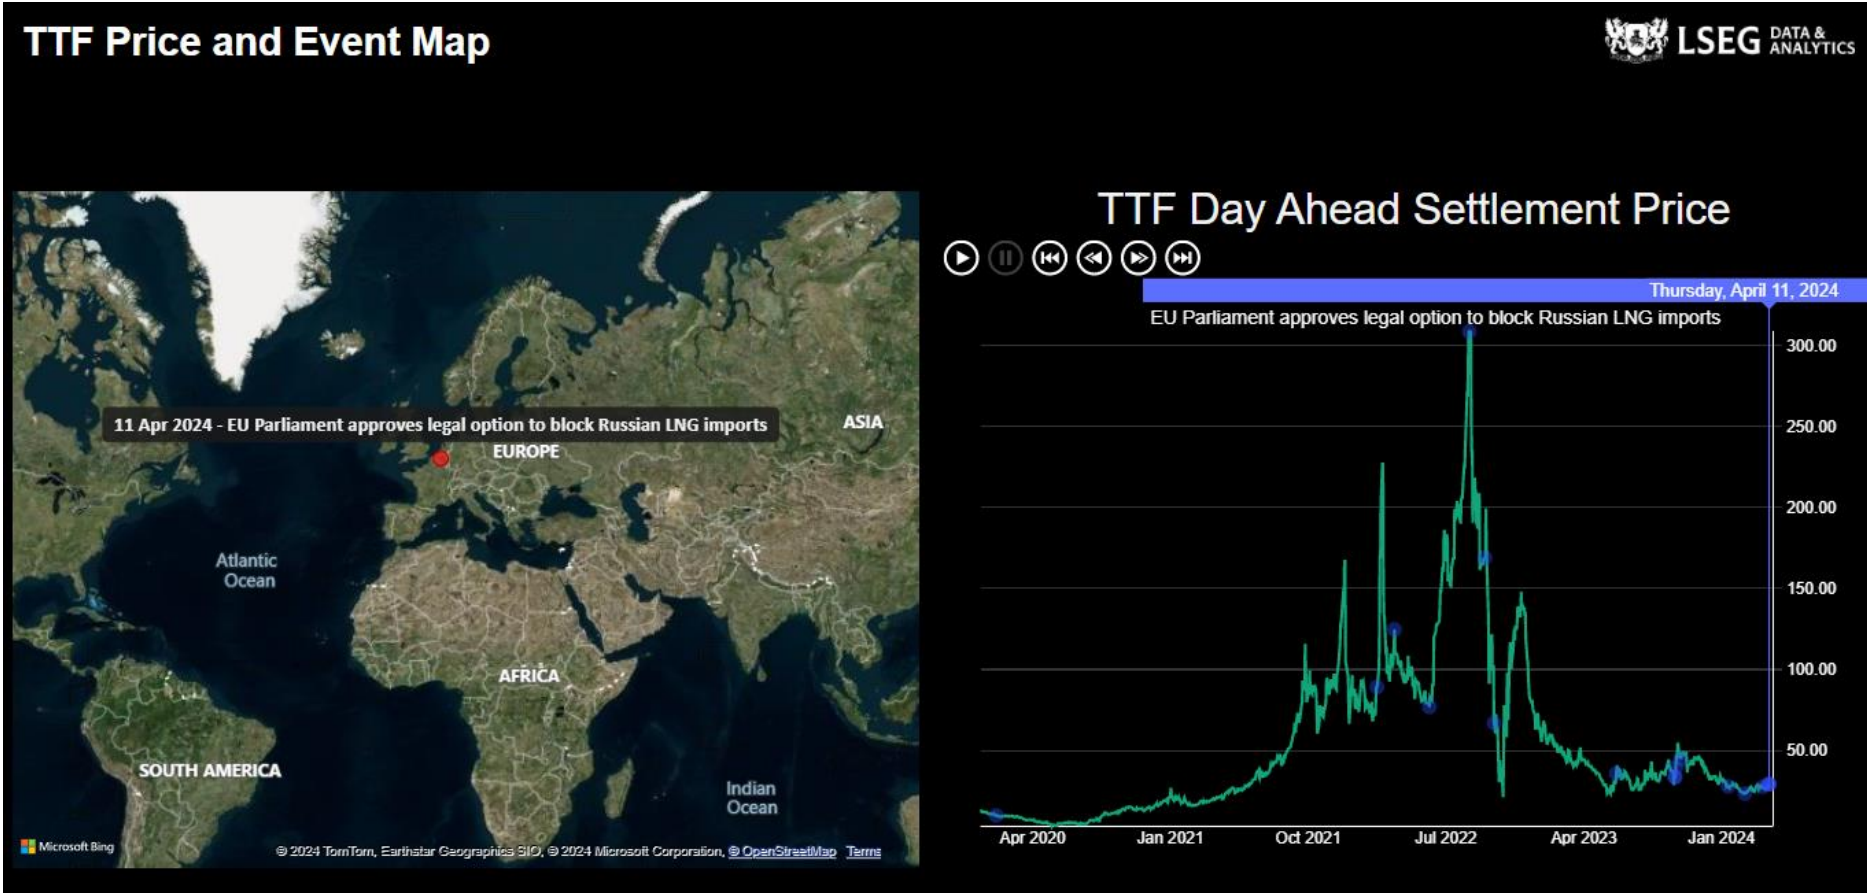 TTF Price and Event Map
LSEG DATA &
ANALYTICS
TTF Day Ahead Settlement Price
Thursday, April 11, 2024
EU Parliament approves legal option to block Russian LNG imports
300.00
250.00
200.00
150.00
100.00
50.00
Apr 2020 Jan 2021 Oct 2021 Jul 2022 Apr 2023 Jan 2024
11 Apr 2024 - EU Parliament approves legal option to block Russian LNG imports
ASIA
EUROPE
Atlantic
Ocean
AFRICA
SOUTH AMERICA
Indian
Ocean
Microsoft Bing
© 2024 TomTom, Earthstar Geographics SIO, © 2024 Microsoft Corporation, © OpenStreetMap Terms